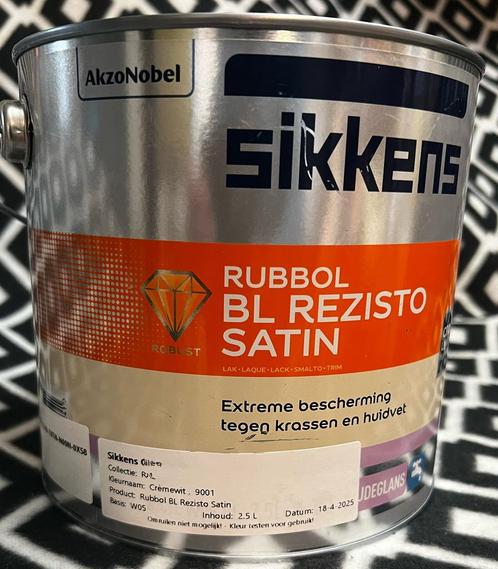 AkzoNobel
sikkens
RUBBOL
BL REZISTO
SATIN
ROBUST
LAK • LAQUE • LACK • SMALTO • TRIM
Extreme bescherming
tegen krassen en huidvet
Sikkens
Collectie: RAL
Kleurnaam: Crèmewit , 9001
Product: Rubbol BL Rezisto Satin
Basis: W05 Inhoud: 2.5 L Datum: 18-4-2025
Omruilen niet mogelijk! - Kleur testen voor gebruik!
JDEGLANS